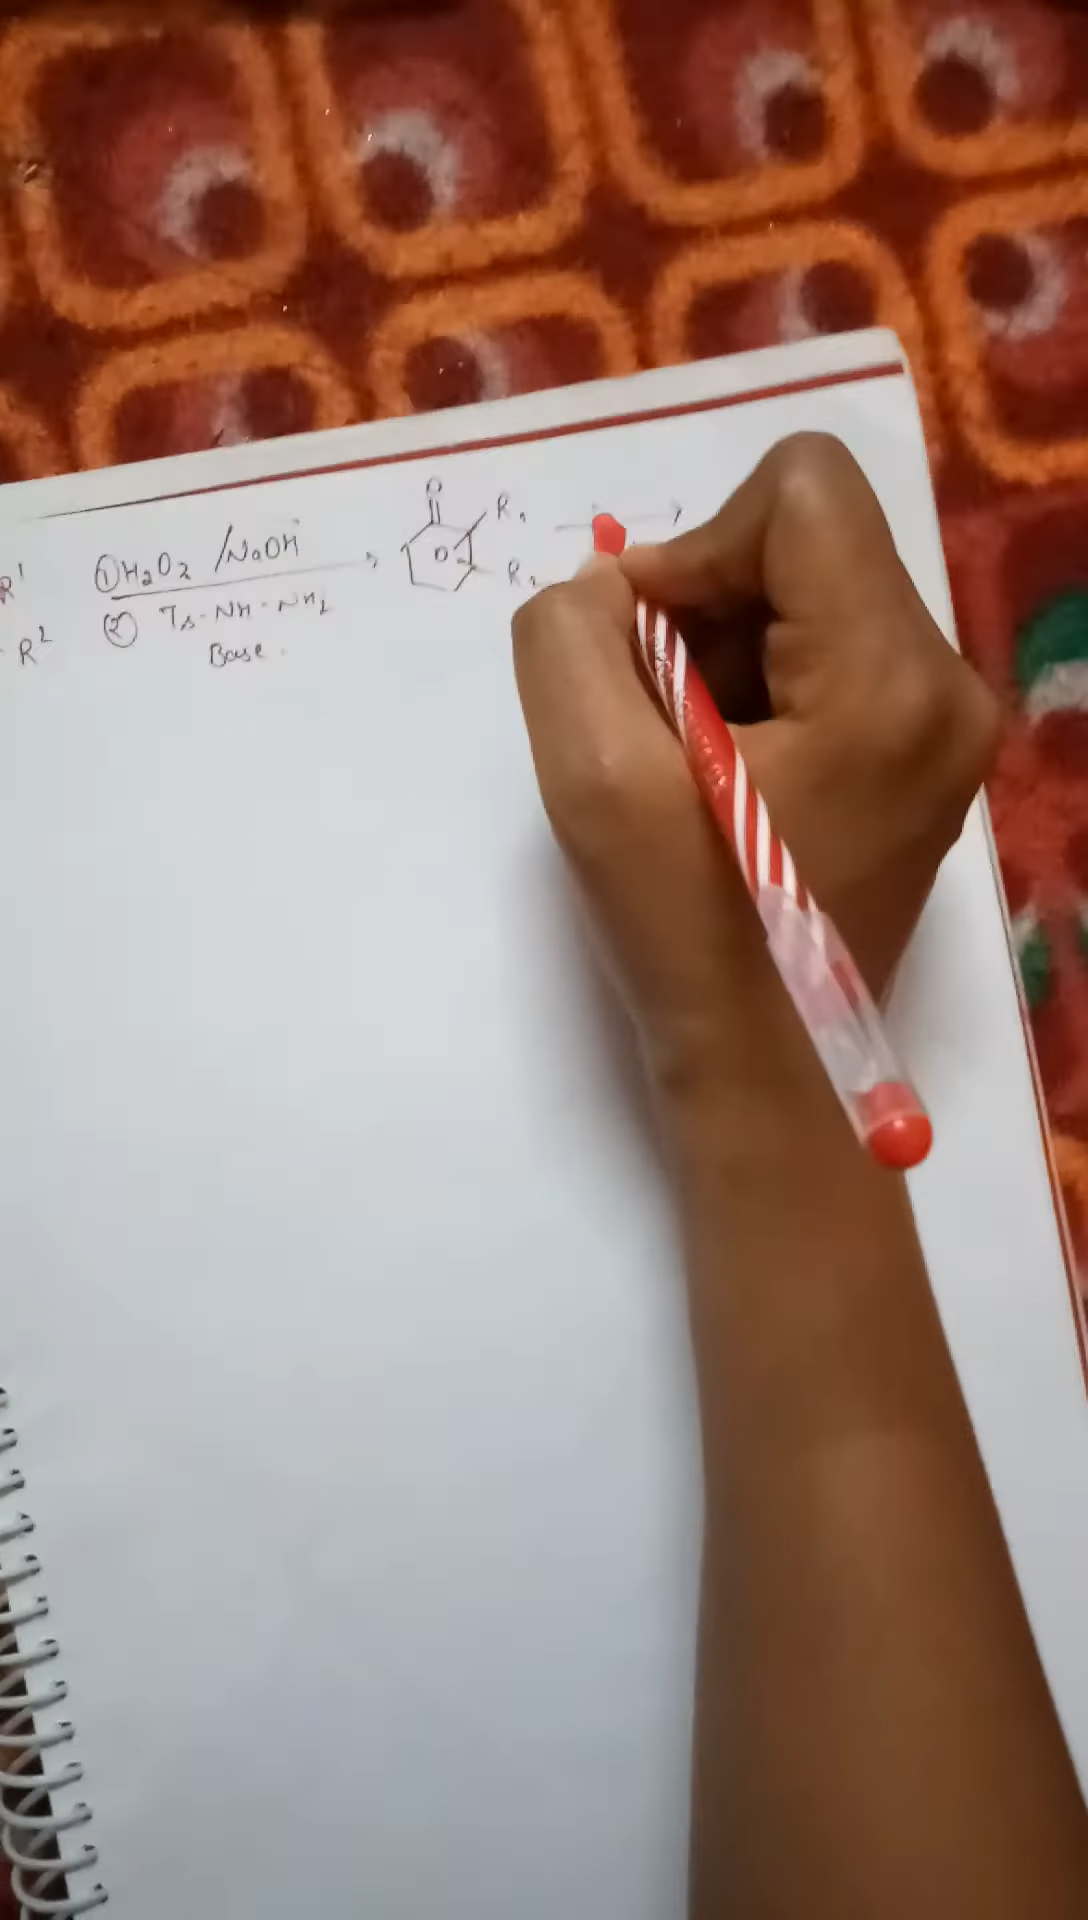 R¹ ① H₂O₂ /NaOH O R₁
R² ② Ts-NH-NH₂ O R₂
Base.